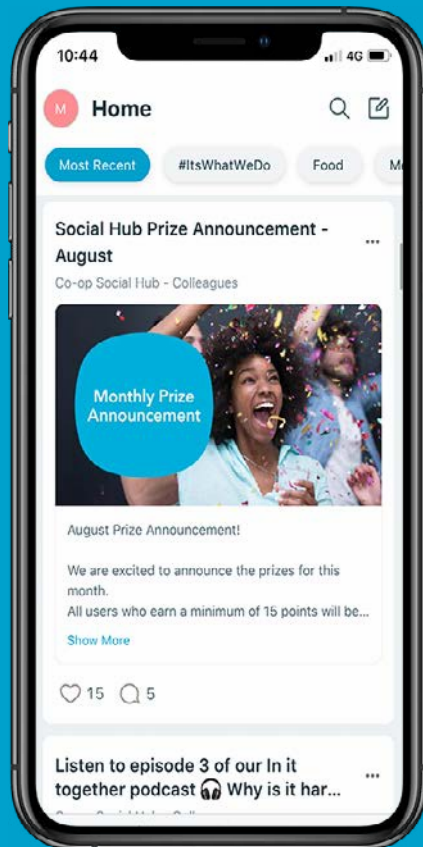 10:44
4G
M
Home
Most Recent
#ItsWhatWeDo
Food
Social Hub Prize Announcement -
August
Co-op Social Hub - Colleagues
Monthly Prize
Announcement
August Prize Announcement!
We are excited to announce the prizes for this
month.
All users who earn a minimum of 15 points will be...
Show More
15
5
Listen to episode 3 of our In it
together podcast 🎧 Why is it har...